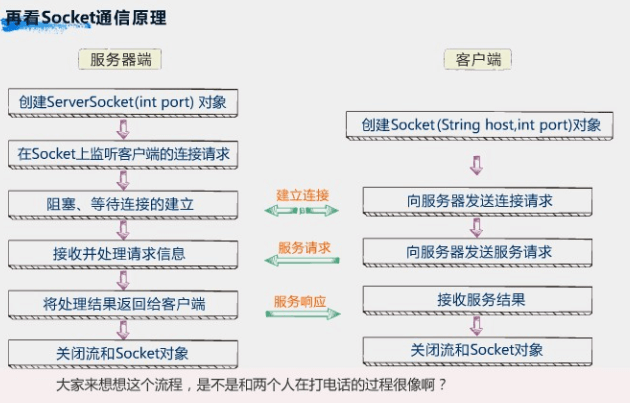 再看Socket通信原理
服务器端
客户端
创建ServerSocket(int port) 对象
在Socket上监听客户端的连接请求
阻塞、等待连接的建立
接收并处理请求信息
将处理结果返回给客户端
关闭流和Socket对象
建立连接
服务请求
服务响应
创建Socket(String host,int port)对象
向服务器发送连接请求
向服务器发送服务请求
接收服务结果
关闭流和Socket对象
大家来想想这个流程，是不是和两个人在打电话的过程很像啊？